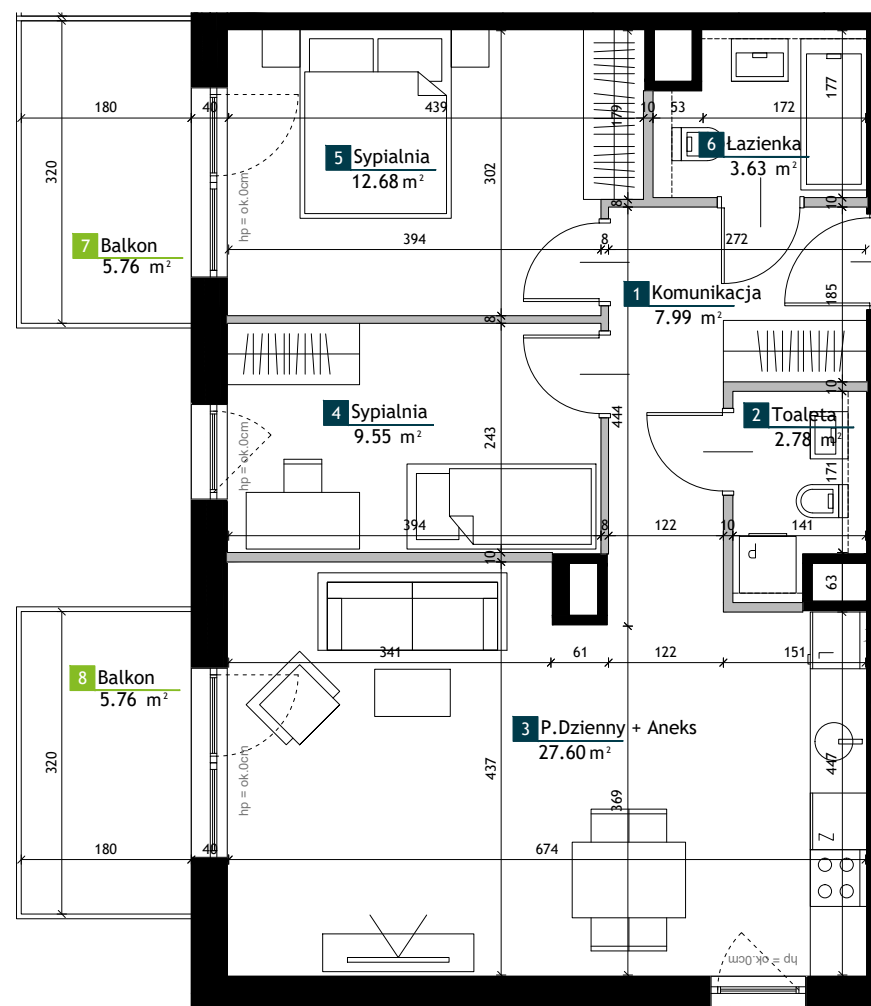 180
40
439
179
10
53
172
177
320
302
5 Sypialnia
12.68 m²
6 Łazienka
3.63 m²
hp = ok.0cm
8
10
7 Balkon
5.76 m²
394
8
272
1 Komunikacja
7.99 m²
185
8
4 Sypialnia
9.55 m²
hp = ok.0cm
243
444
10
2 Toaleta
2.78 m²
171
394
8
122
10
141
10
63
341
61
122
151
L
8 Balkon
5.76 m²
3 P.Dzienny + Aneks
27.60 m²
320
hp = ok.0cm
437
369
447
Z
180
40
674
hp = ok.0cm